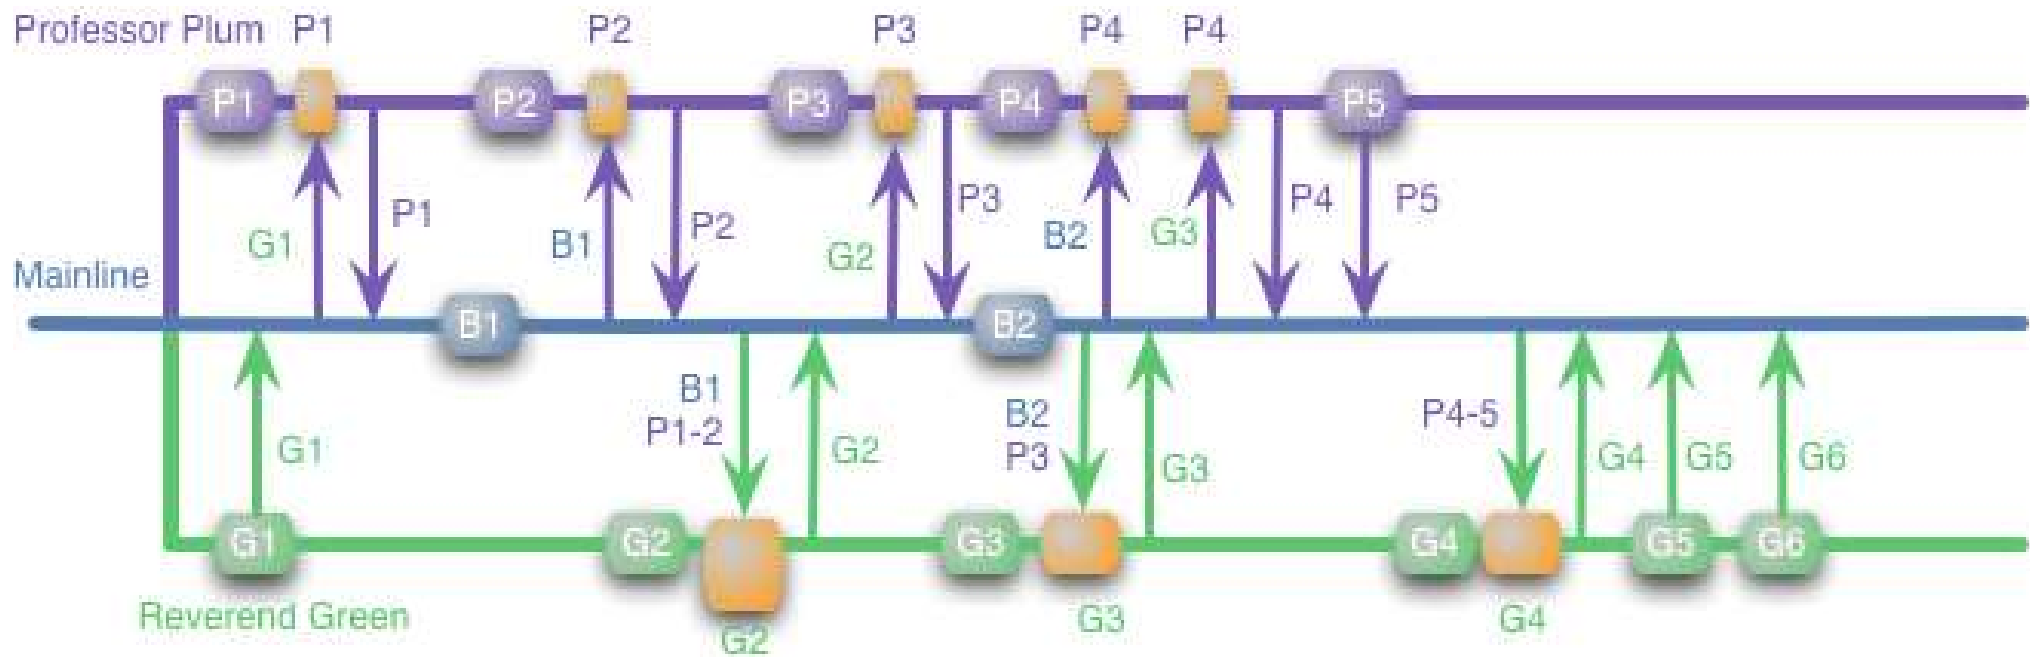 Professor Plum P1 P2 P3 P4 P4
P1 P2 P3 P4 P5
G1 P1 B1 P2 G2 P3 B2 G3 P4 P5
Mainline
B1 B2
B1
P1-2
B2
P3
P4-5
G1 G2 G3 G4 G5 G6
G1 G2 G3 G4 G5 G6
Reverend Green
G2 G3 G4